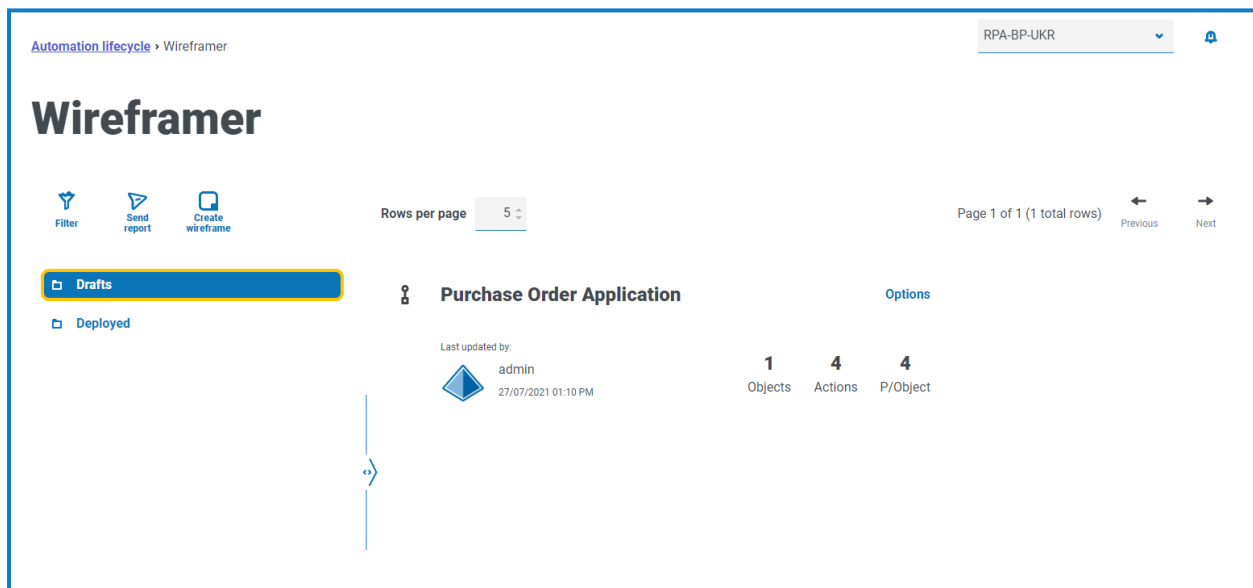 RPA-BP-UKR
Automation lifecycle › Wireframer
Wireframer
Filter
Send
report
Create
wireframe
Rows per page 5
Page 1 of 1 (1 total rows)
Previous
Next
Drafts
Deployed
Purchase Order Application
Options
Last updated by:
admin
27/07/2021 01:10 PM
1 4 4
Objects Actions P/Object